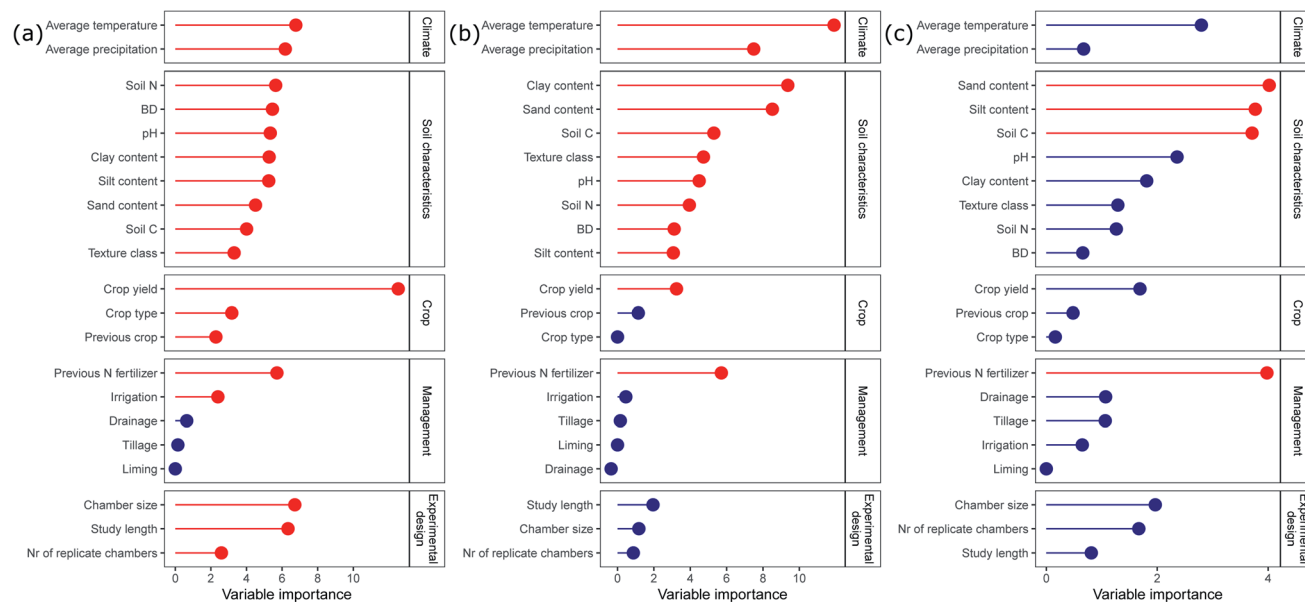 (a)
Average temperature
Average precipitation
Climate
Soil N
BD
pH
Clay content
Silt content
Sand content
Soil C
Texture class
Soil characteristics
Crop yield
Crop type
Previous crop
Crop
Previous N fertilizer
Irrigation
Drainage
Tillage
Liming
Management
Chamber size
Study length
Nr of replicate chambers
Experimental
design
0 2 4 6 8 10
Variable importance
(b)
Average temperature
Average precipitation
Climate
Clay content
Sand content
Soil C
Texture class
pH
Soil N
BD
Silt content
Soil characteristics
Crop yield
Previous crop
Crop type
Crop
Previous N fertilizer
Irrigation
Tillage
Liming
Drainage
Management
Study length
Chamber size
Nr of replicate chambers
Experimental
design
0 2 4 6 8 10
Variable importance
(c)
Average temperature
Average precipitation
Climate
Sand content
Silt content
Soil C
pH
Clay content
Texture class
Soil N
BD
Soil characteristics
Crop yield
Previous crop
Crop type
Crop
Previous N fertilizer
Drainage
Tillage
Irrigation
Liming
Management
Chamber size
Nr of replicate chambers
Study length
Experimental
design
0 2 4
Variable importance